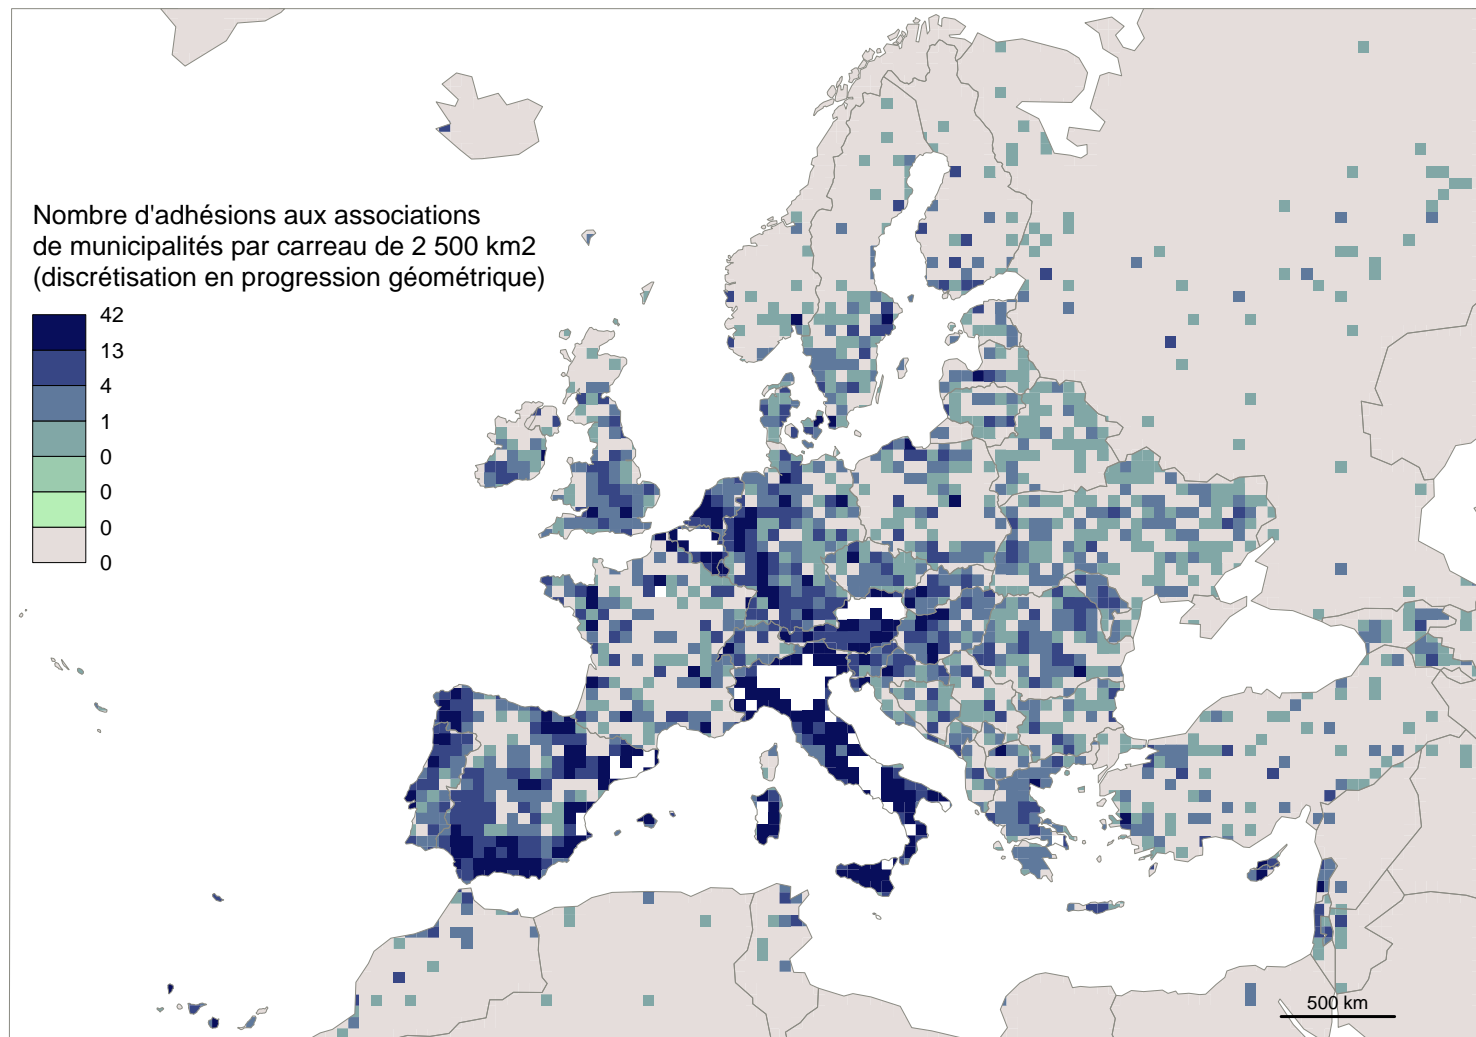 Nombre d'adhésions aux associations
de municipalités par carreau de 2 500 km2
(discrétisation en progression géométrique)
42
13
4
1
0
0
0
0
500 km